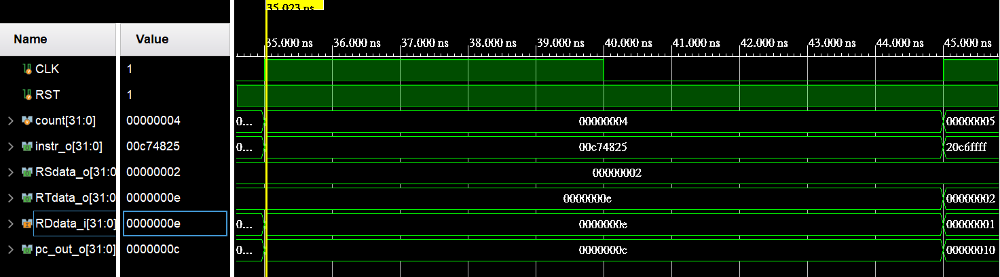 35.023 ns
Name Value
35.000 ns 36.000 ns 37.000 ns 38.000 ns 39.000 ns 40.000 ns 41.000 ns 42.000 ns 43.000 ns 44.000 ns 45.000 ns
CLK 1
RST 1
count[31:0] 00000004 0... 00000004 00000005
instr_o[31:0] 00c74825 0... 00c74825 20c6ffff
RSdata_o[31:0 00000002 00000002
RTdata_o[31:0 0000000e 0000000e 00000002
RDdata_i[31:0] 0000000e 0... 0000000e 00000001
pc_out_o[31:0] 0000000c 0... 0000000c 00000010